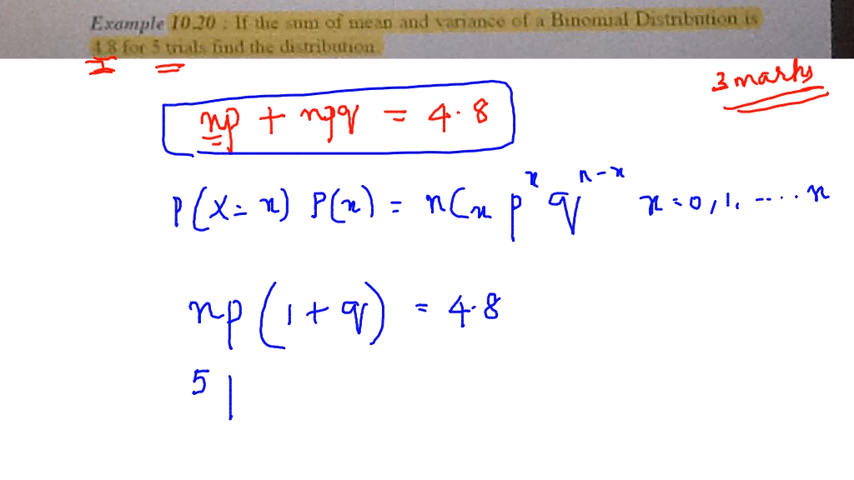 Example 10.20 : If the sum of mean and variance of a Binomial Distribution is
4.8 for 5 trials find the distribution.
3 marks
np + npq = 4.8
P(X=x) P(x) = nCx p^x q^n-x x = 0, 1, ..... n
np (1 + q) = 4.8
5